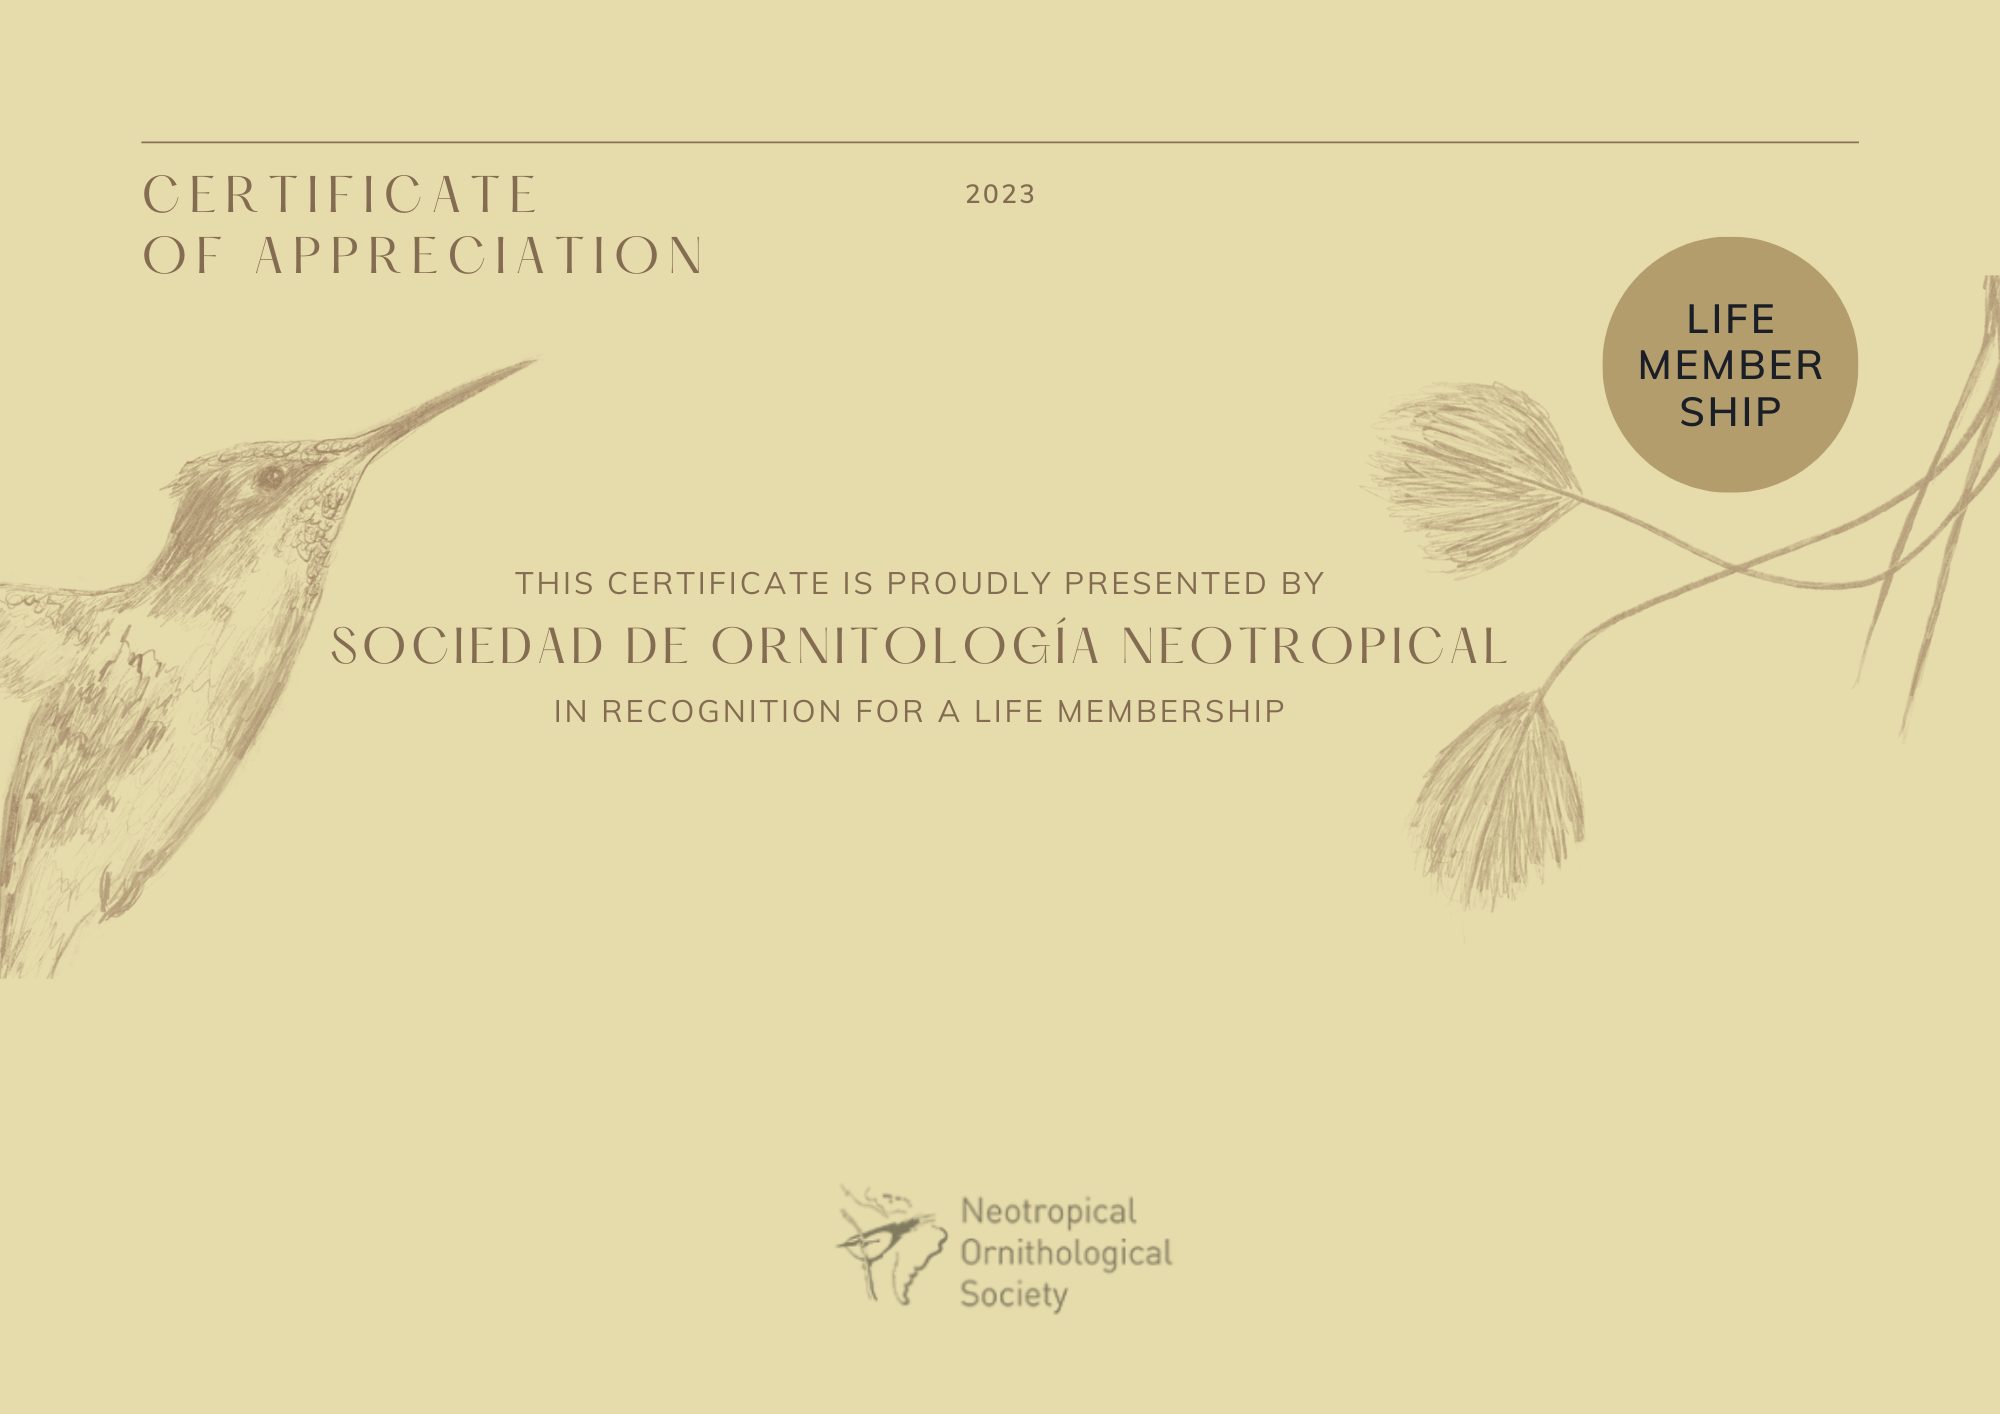 CERTIFICATE
OF APPRECIATION
2023
LIFE
MEMBER
SHIP
THIS CERTIFICATE IS PROUDLY PRESENTED BY
SOCIEDAD DE ORNITOLOGÍA NEOTROPICAL
IN RECOGNITION FOR A LIFE MEMBERSHIP
Neotropical
Ornithological
Society